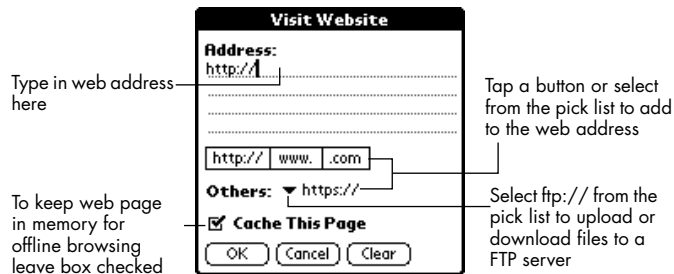 Visit Website
Address:
http://
Type in web address
here
Tap a button or select
from the pick list to add
to the web address
http:// www. .com
Others: https://
Select ftp:// from the
pick list to upload or
download files to a
FTP server
To keep web page
in memory for
offline browsing
leave box checked
Cache This Page
OK Cancel Clear